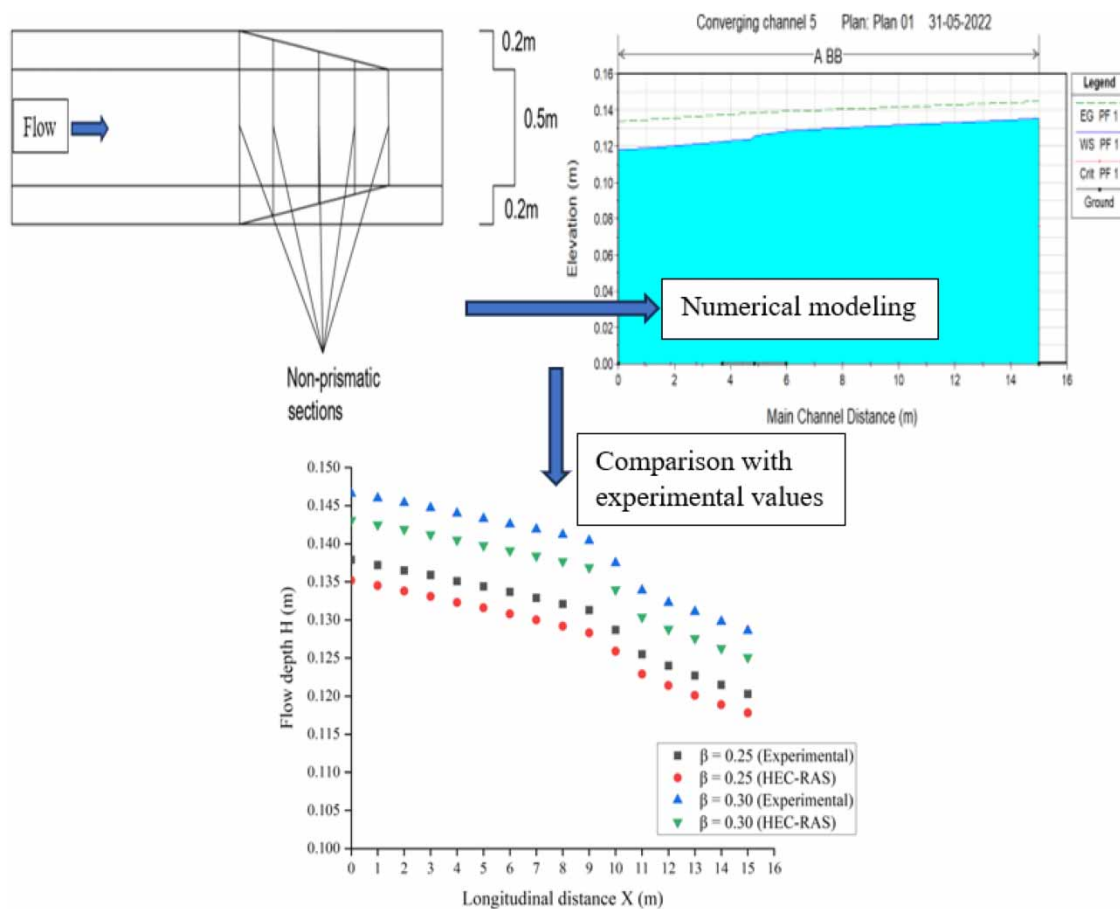 Flow
0.2m
0.5m
0.2m
Non-prismatic
sections
Converging channel 5 Plan: Plan 01 31-05-2022
A BB
Elevation (m)
0.16
0.14
0.12
0.10
0.08
0.06
0.04
0.02
0.00
0 2 4 6 8 10 12 14 16
Main Channel Distance (m)
Legend
EG PF 1
WS PF 1
Crit PF 1
Ground
Numerical modeling
Comparison with
experimental values
Flow depth H (m)
0.150
0.145
0.140
0.135
0.130
0.125
0.120
0.115
0.110
0.105
0.100
β = 0.25 (Experimental)
β = 0.25 (HEC-RAS)
β = 0.30 (Experimental)
β = 0.30 (HEC-RAS)
0 1 2 3 4 5 6 7 8 9 10 11 12 13 14 15 16
Longitudinal distance X (m)